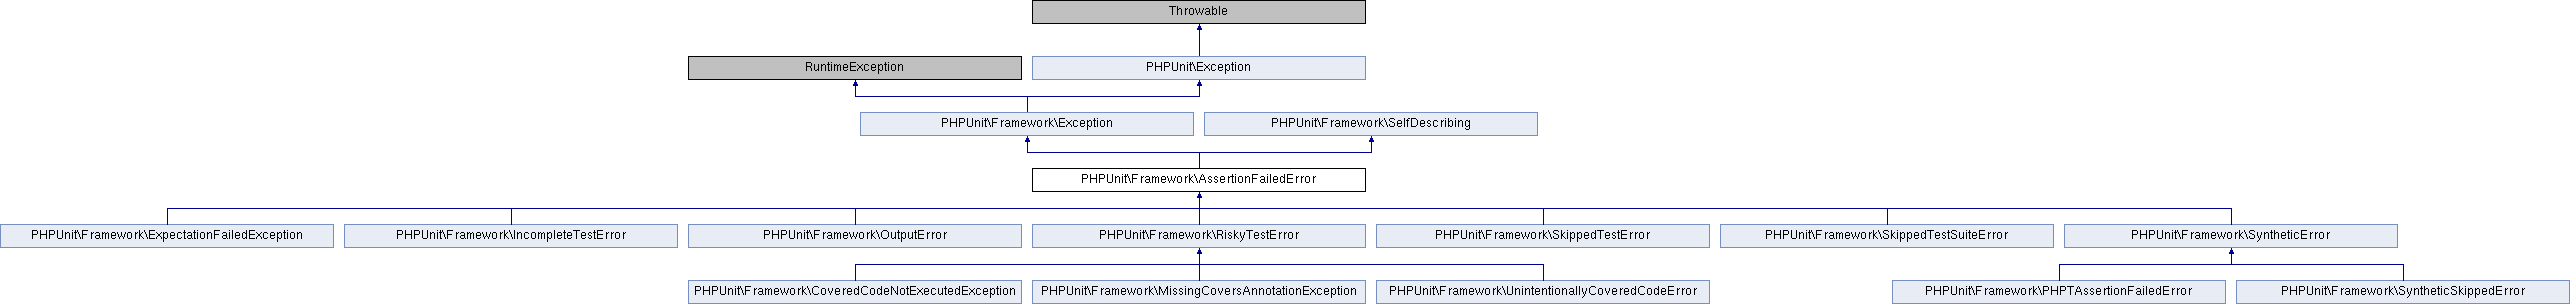 Throwable
RuntimeException
PHPUnit\Exception
PHPUnit\Framework\Exception
PHPUnit\Framework\SelfDescribing
PHPUnit\Framework\AssertionFailedError
PHPUnit\Framework\ExpectationFailedException
PHPUnit\Framework\IncompleteTestError
PHPUnit\Framework\OutputError
PHPUnit\Framework\RiskyTestError
PHPUnit\Framework\SkippedTestError
PHPUnit\Framework\SkippedTestSuiteError
PHPUnit\Framework\SyntheticError
PHPUnit\Framework\CoveredCodeNotExecutedException
PHPUnit\Framework\MissingCoversAnnotationException
PHPUnit\Framework\UnintentionallyCoveredCodeError
PHPUnit\Framework\PHPTAssertionFailedError
PHPUnit\Framework\SyntheticSkippedError